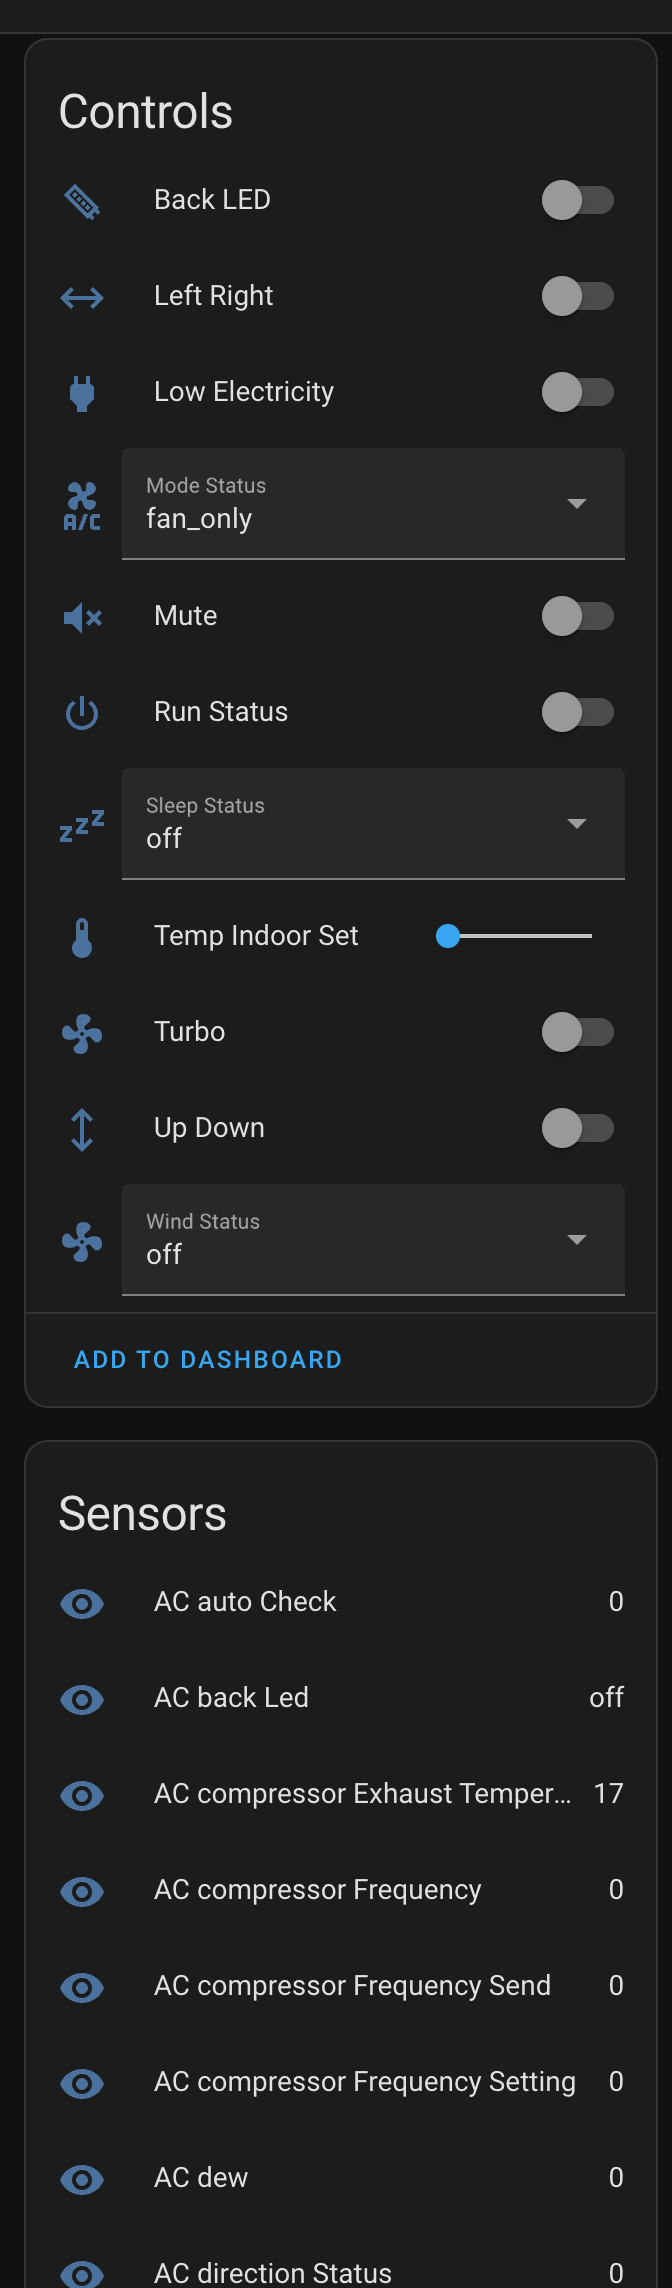 Controls
Back LED
Left Right
Low Electricity
A/C
Mode Status
fan_only
Mute
Run Status
zzz
Sleep Status
off
Temp Indoor Set
Turbo
Up Down
Wind Status
off
ADD TO DASHBOARD
Sensors
AC auto Check 0
AC back Led off
AC compressor Exhaust Temper... 17
AC compressor Frequency 0
AC compressor Frequency Send 0
AC compressor Frequency Setting 0
AC dew 0
AC direction Status 0